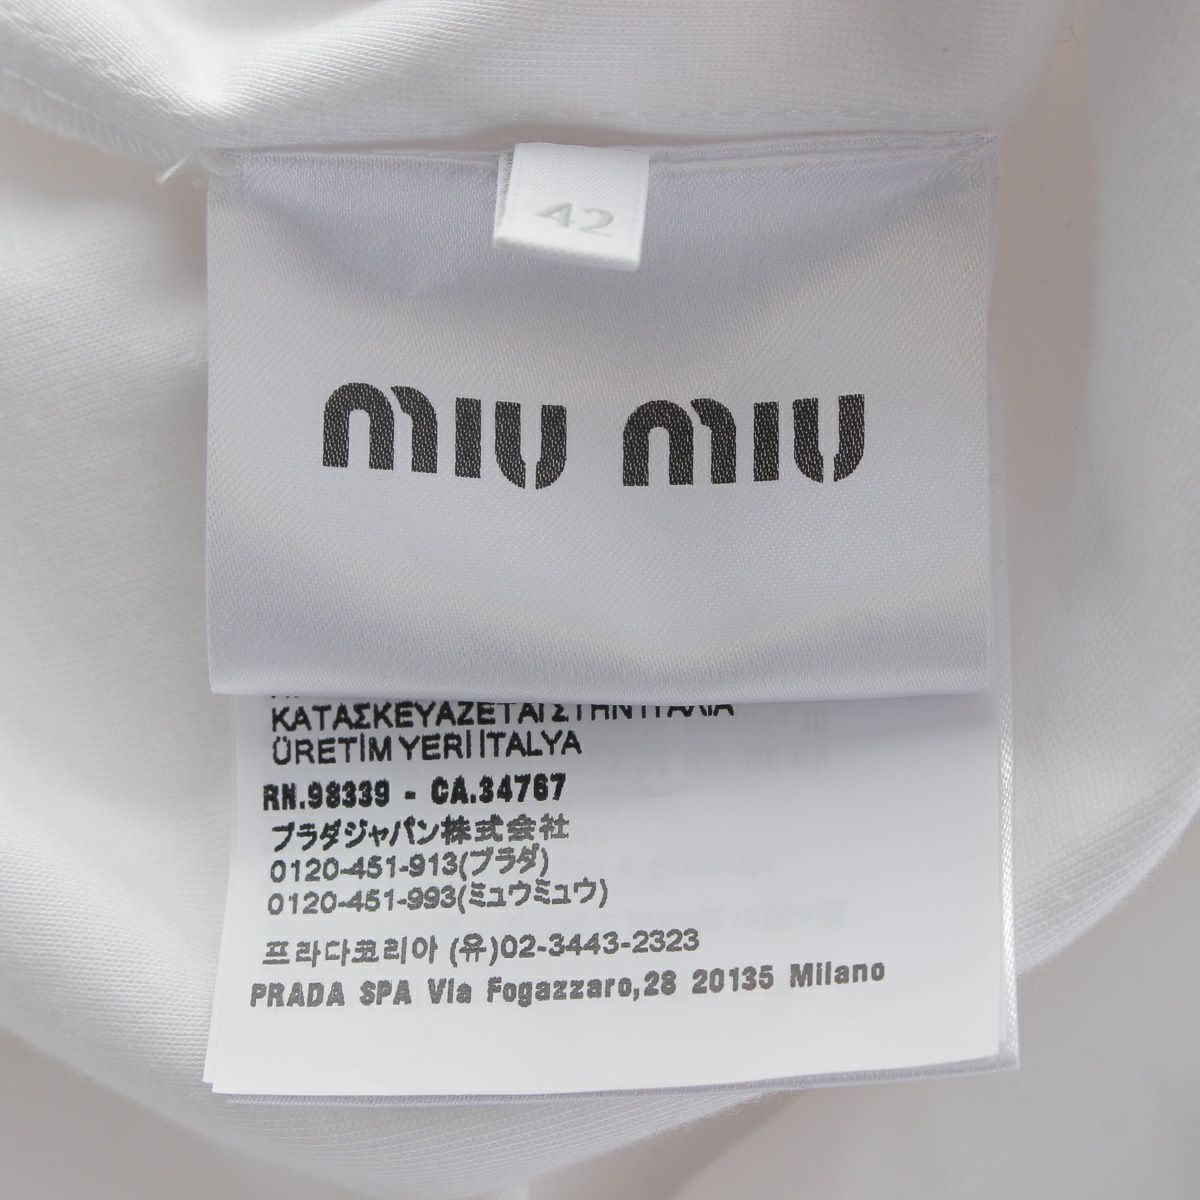 42
miu miu
ΚΑΤΑΣΚΕΥΑΖΕΤΑΙ ΣΤΗΝ ΙΤΑΛΙΑ
ÜRETİM YERİ İTALYA
RN.98339 - CA.34767
プラダジャパン株式会社
0120-451-913(プラダ)
0120-451-993(ミュウミュウ)
프라다코리아 (유)02-3443-2323
PRADA SPA Via Fogazzaro,28 20135 Milano